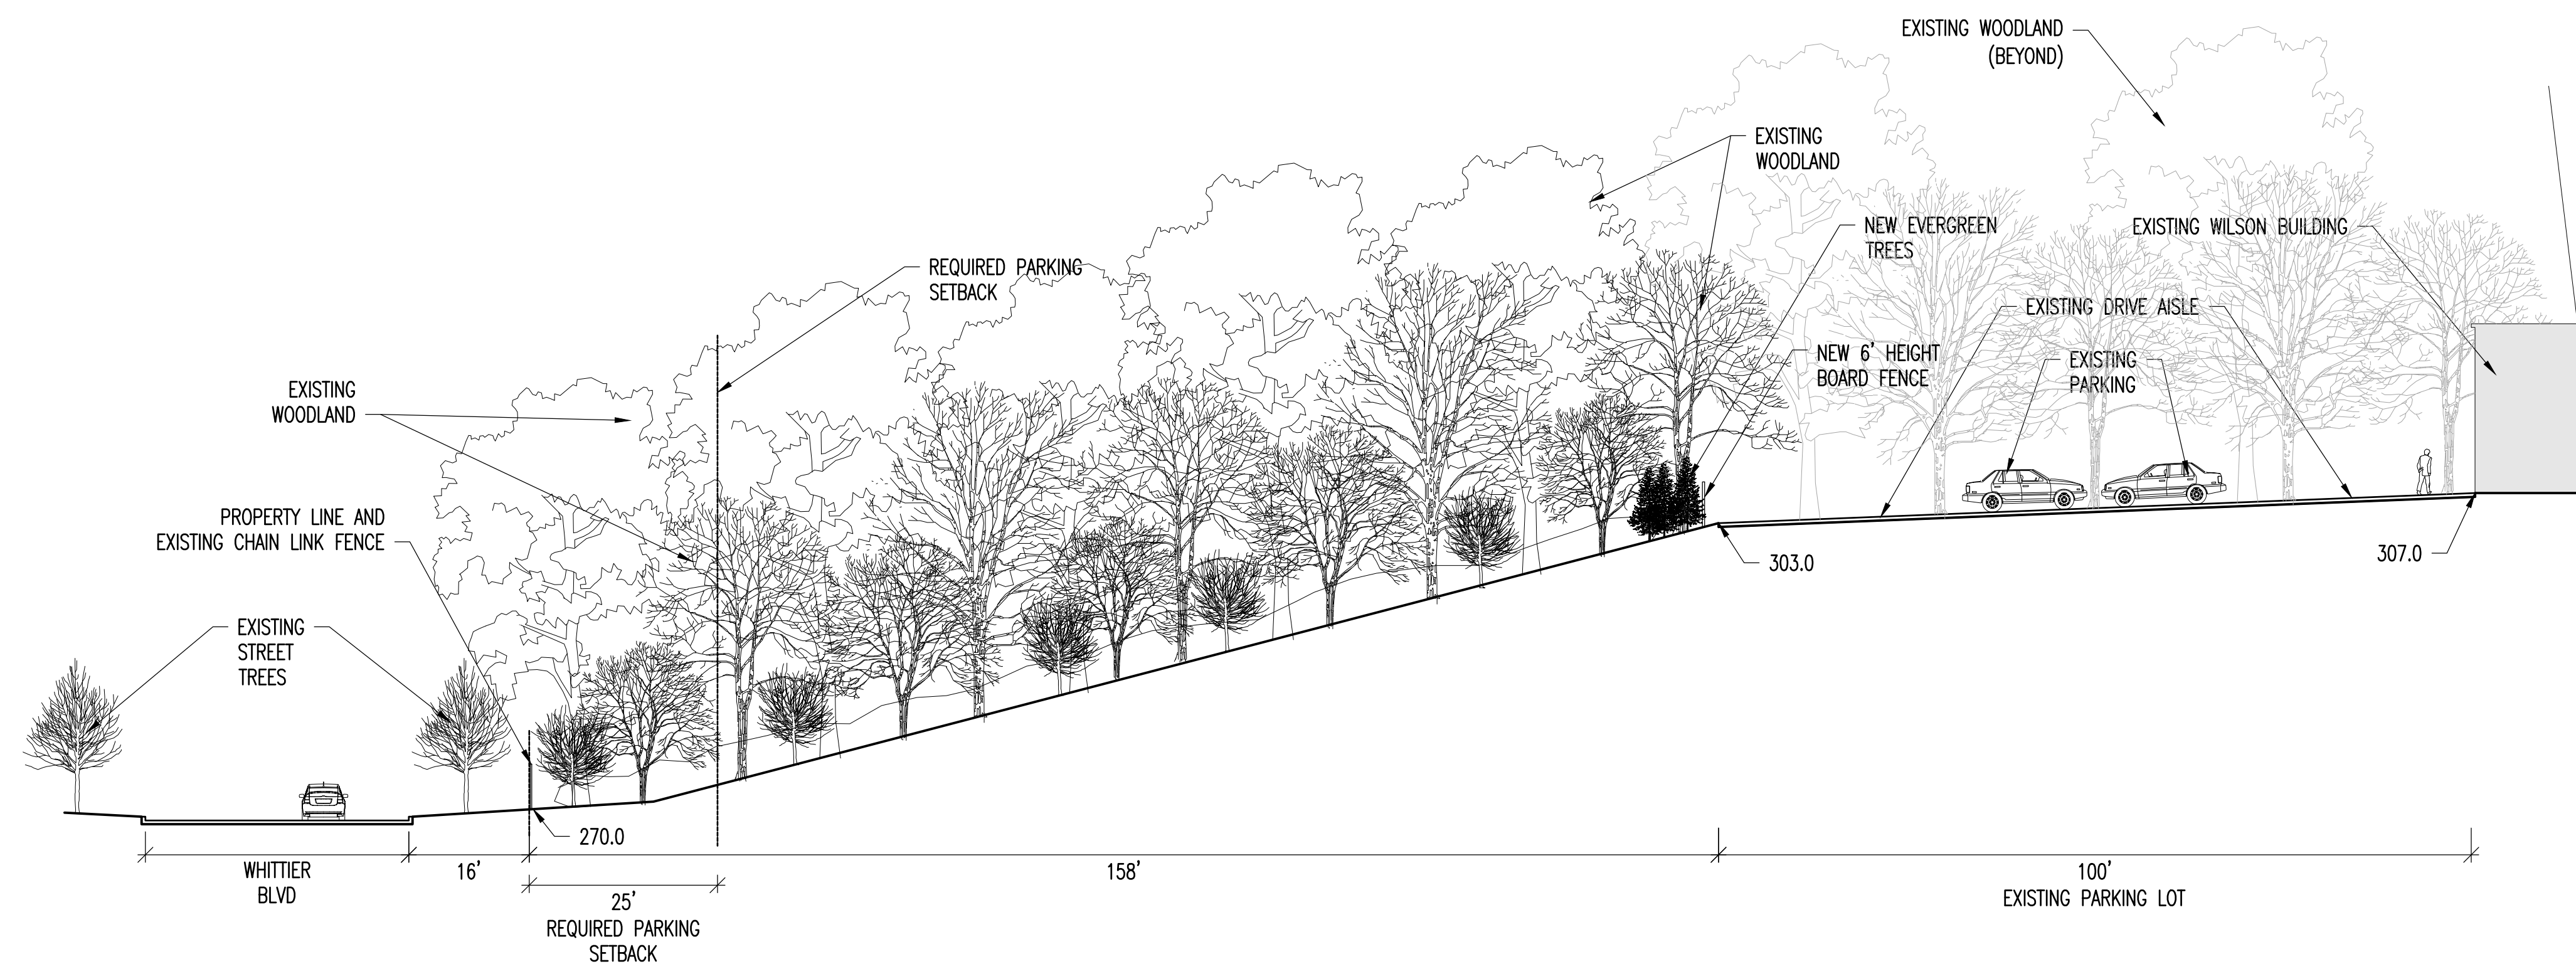 EXISTING WOODLAND
(BEYOND)
EXISTING
WOODLAND
NEW EVERGREEN
TREES
EXISTING WILSON BUILDING
REQUIRED PARKING
SETBACK
EXISTING DRIVE AISLE
NEW 6' HEIGHT
BOARD FENCE
EXISTING
PARKING
EXISTING
WOODLAND
PROPERTY LINE AND
EXISTING CHAIN LINK FENCE
303.0
307.0
EXISTING
STREET
TREES
270.0
WHITTIER
BLVD
16'
158'
100'
EXISTING PARKING LOT
25'
REQUIRED PARKING
SETBACK